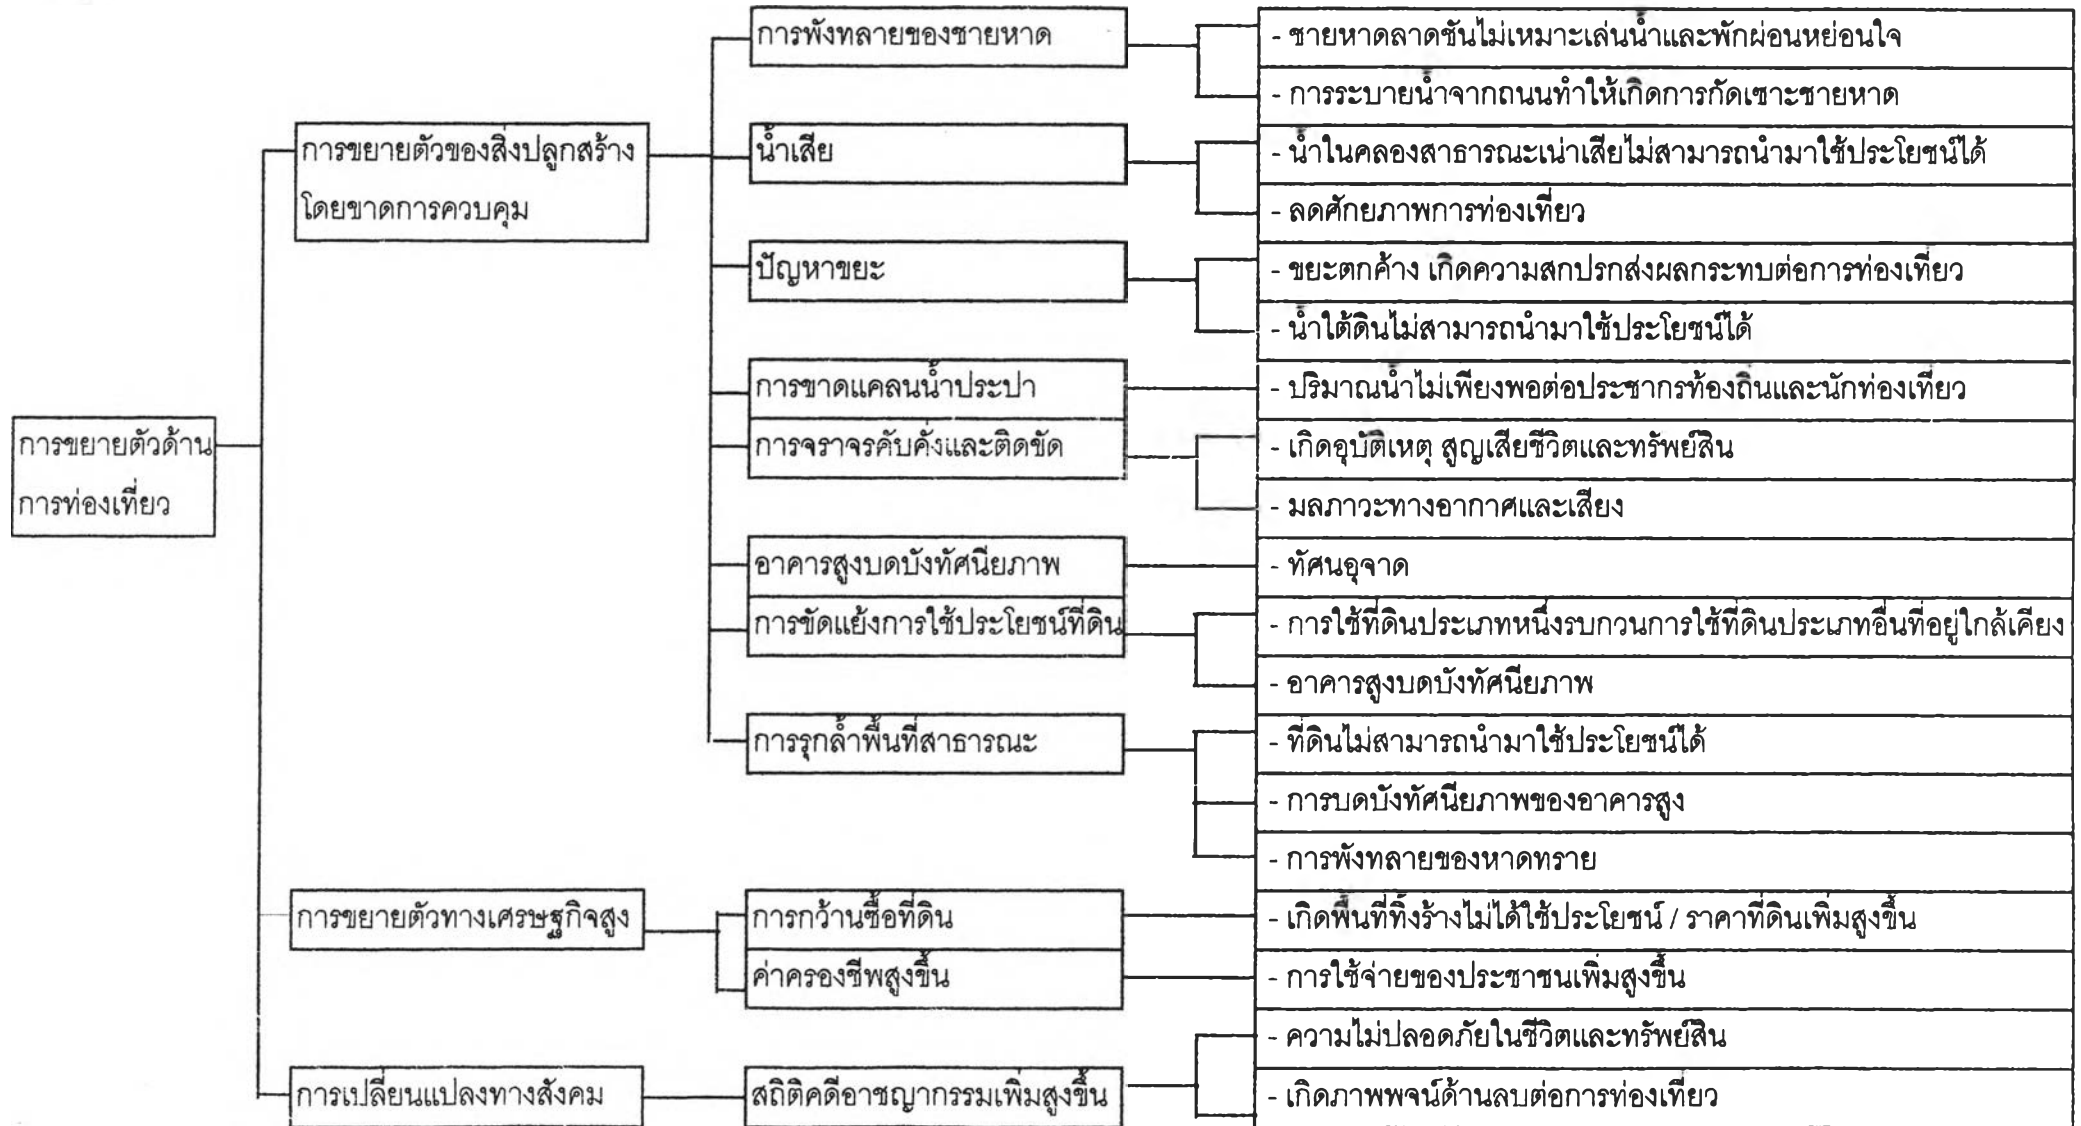 การขยายตัวด้าน
การท่องเที่ยว
การขยายตัวของสิ่งปลูกสร้าง
โดยขาดการควบคุม
การพังทลายของชายหาด
- ชายหาดลาดชันไม่เหมาะเล่นน้ำและพักผ่อนหย่อนใจ
- การระบายน้ำจากถนนทำให้เกิดการกัดเซาะชายหาด
น้ำเสีย
- น้ำในคลองสาธารณะเน่าเสียไม่สามารถนำมาใช้ประโยชน์ได้
- ลดศักยภาพการท่องเที่ยว
ปัญหาขยะ
- ขยะตกค้าง เกิดความสกปรกส่งผลกระทบต่อการท่องเที่ยว
- น้ำใต้ดินไม่สามารถนำมาใช้ประโยชน์ได้
การขาดแคลนน้ำประปา
- ปริมาณน้ำไม่เพียงพอต่อประชากรท้องถิ่นและนักท่องเที่ยว
การจราจรคับคั่งและติดขัด
- เกิดอุบัติเหตุ สูญเสียชีวิตและทรัพย์สิน
- มลภาวะทางอากาศและเสียง
อาคารสูงบดบังทัศนียภาพ
- ทัศนอุจาด
การขัดแย้งการใช้ประโยชน์ที่ดิน
- การใช้ที่ดินประเภทหนึ่งรบกวนการใช้ที่ดินประเภทอื่นที่อยู่ใกล้เคียง
- อาคารสูงบดบังทัศนียภาพ
การรุกล้ำพื้นที่สาธารณะ
- ที่ดินไม่สามารถนำมาใช้ประโยชน์ได้
- การบดบังทัศนียภาพของอาคารสูง
- การพังทลายของหาดทราย
การขยายตัวทางเศรษฐกิจสูง
การกว้านซื้อที่ดิน
- เกิดพื้นที่ทิ้งร้างไม่ได้ใช้ประโยชน์ / ราคาที่ดินเพิ่มสูงขึ้น
ค่าครองชีพสูงขึ้น
- การใช้จ่ายของประชาชนเพิ่มสูงขึ้น
การเปลี่ยนแปลงทางสังคม
สถิติคดีอาชญากรรมเพิ่มสูงขึ้น
- ความไม่ปลอดภัยในชีวิตและทรัพย์สิน
- เกิดภาพพจน์ด้านลบต่อการท่องเที่ยว